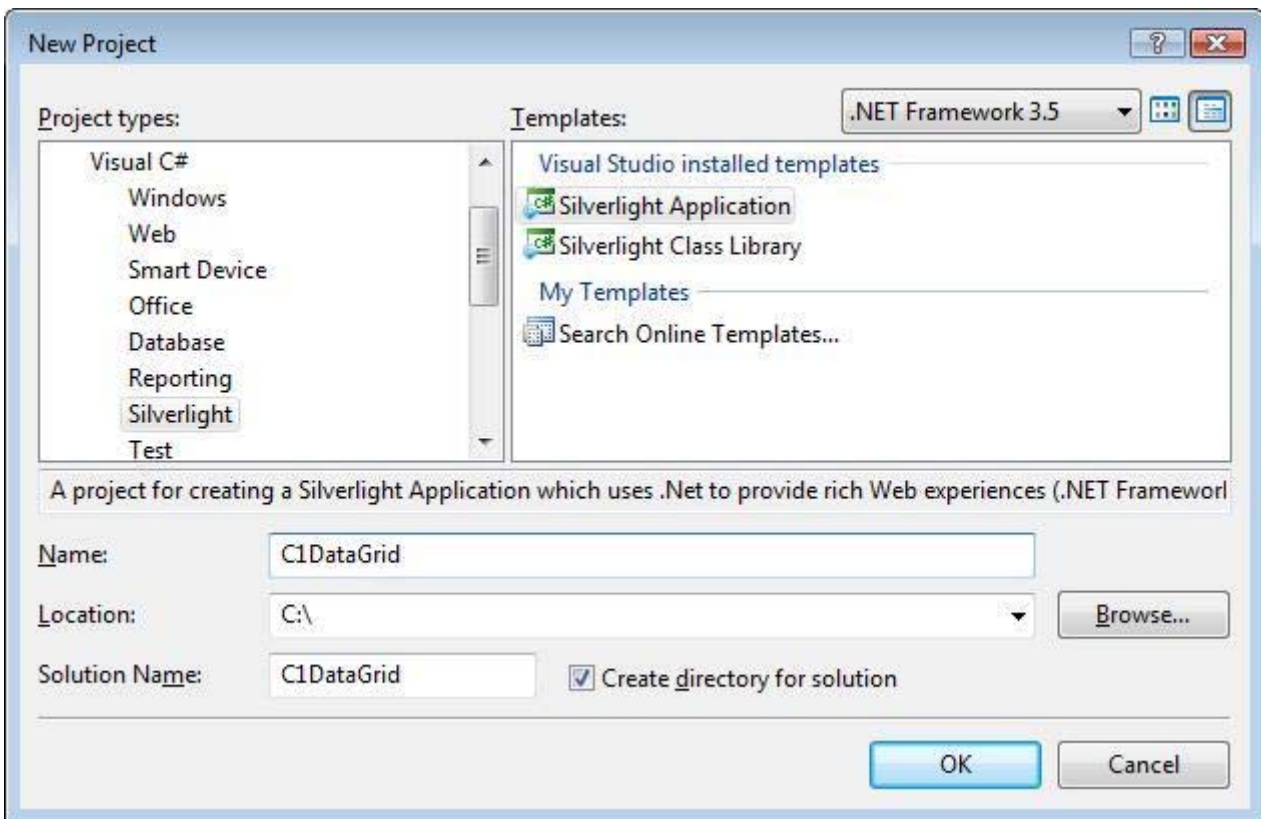 New Project
Project types:
Templates:
.NET Framework 3.5
Visual C#
Windows
Web
Smart Device
Office
Database
Reporting
Silverlight
Test
Visual Studio installed templates
Silverlight Application
Silverlight Class Library
My Templates
Search Online Templates...
A project for creating a Silverlight Application which uses .Net to provide rich Web experiences (.NET Framework
Name:
C1DataGrid
Location:
C:\
Browse...
Solution Name:
C1DataGrid
Create directory for solution
OK
Cancel